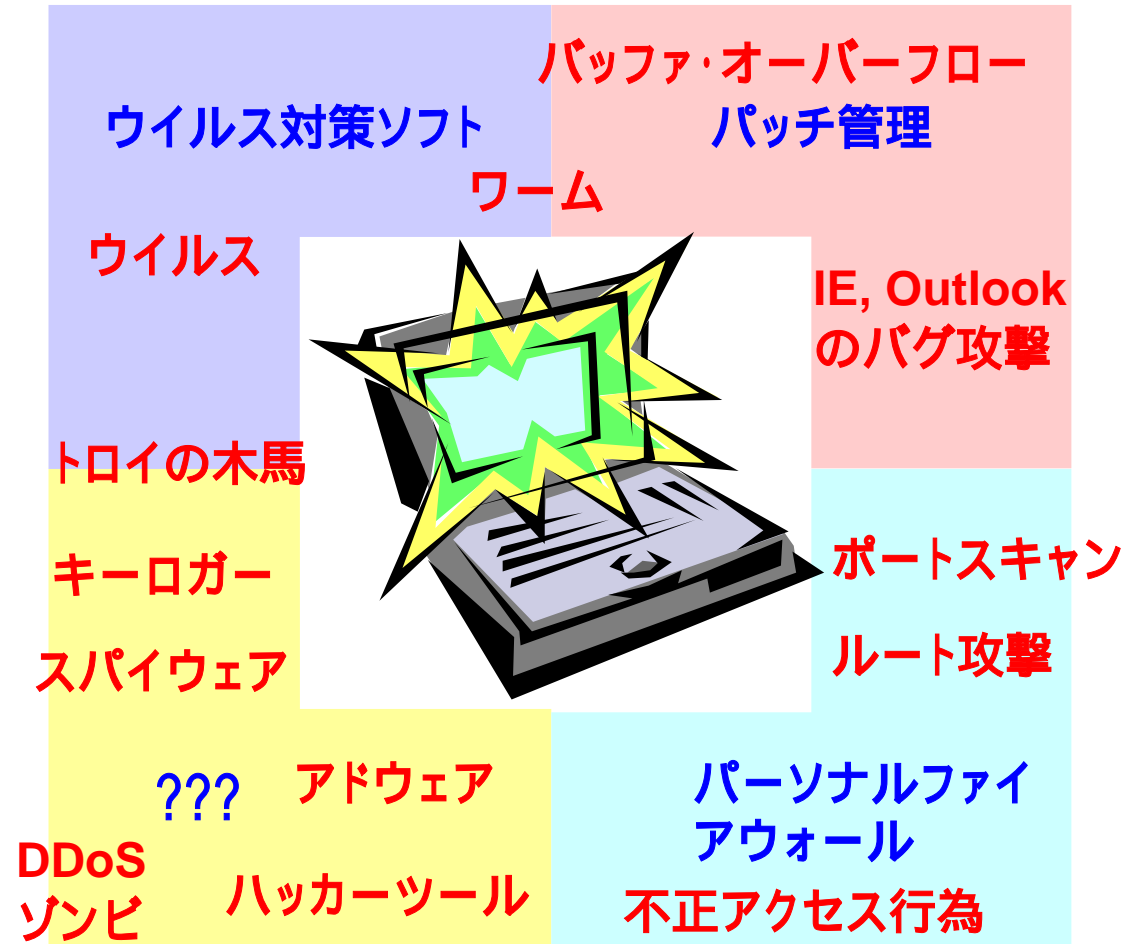 バッファ・オーバーフロー
ウイルス対策ソフト
パッチ管理
ワーム
ウイルス
IE, Outlook
のバグ攻撃
トロイの木馬
キーロガー
ポートスキャン
スパイウェア
ルート攻撃
???
アドウェア
パーソナルファイ
アウォール
DDoS
ゾンビ
ハッカーツール
不正アクセス行為